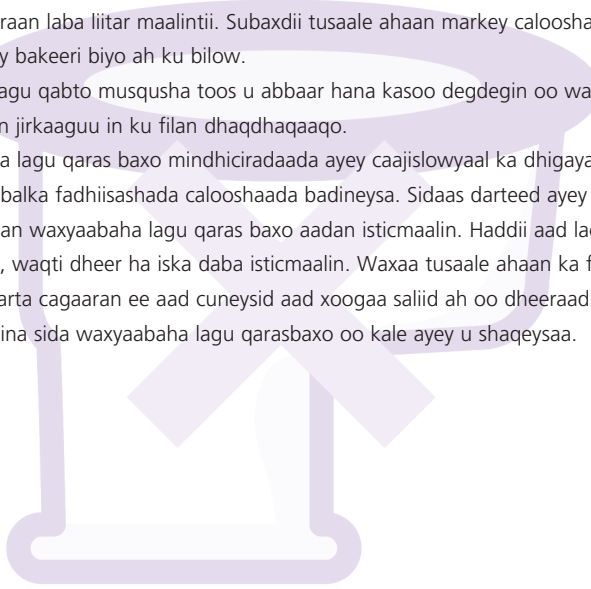 raan laba liitar maalintii. Subaxdii tusaale ahaan markey caloosha
y bakeeri biyo ah ku bilow.
agu qabto musqusha toos u abbaar hana kasoo degdegin oo wa
n jirkaaguu in ku filan dhaqdhaqaaqo.
a lagu qaras baxo mindhiciradaada ayey caajislowyaal ka dhigaya
balka fadhiisashada calooshaada badineysa. Sidaas darteed ayey
an waxyaabaha lagu qaras baxo aadan isticmaalin. Haddii aad lag
, waqti dheer ha iska daba isticmaalin. Waxaa tusaale ahaan ka f
arta cagaaran ee aad cuneysid aad xoogaa saliid ah oo dheeraad
ina sida waxyaabaha lagu qarasbaxo oo kale ayey u shaqeysaa.